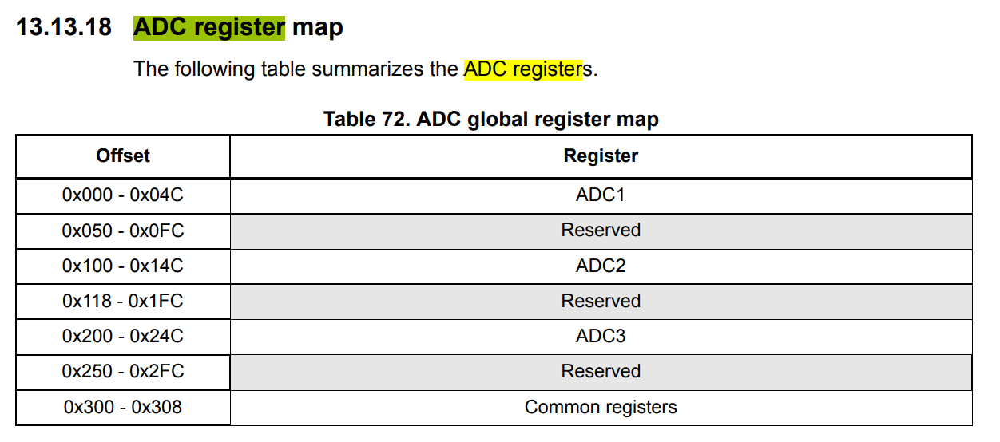 13.13.18 ADC register map
The following table summarizes the ADC registers.
Table 72. ADC global register map
Offset Register
0x000 - 0x04C ADC1
0x050 - 0x0FC Reserved
0x100 - 0x14C ADC2
0x118 - 0x1FC Reserved
0x200 - 0x24C ADC3
0x250 - 0x2FC Reserved
0x300 - 0x308 Common registers